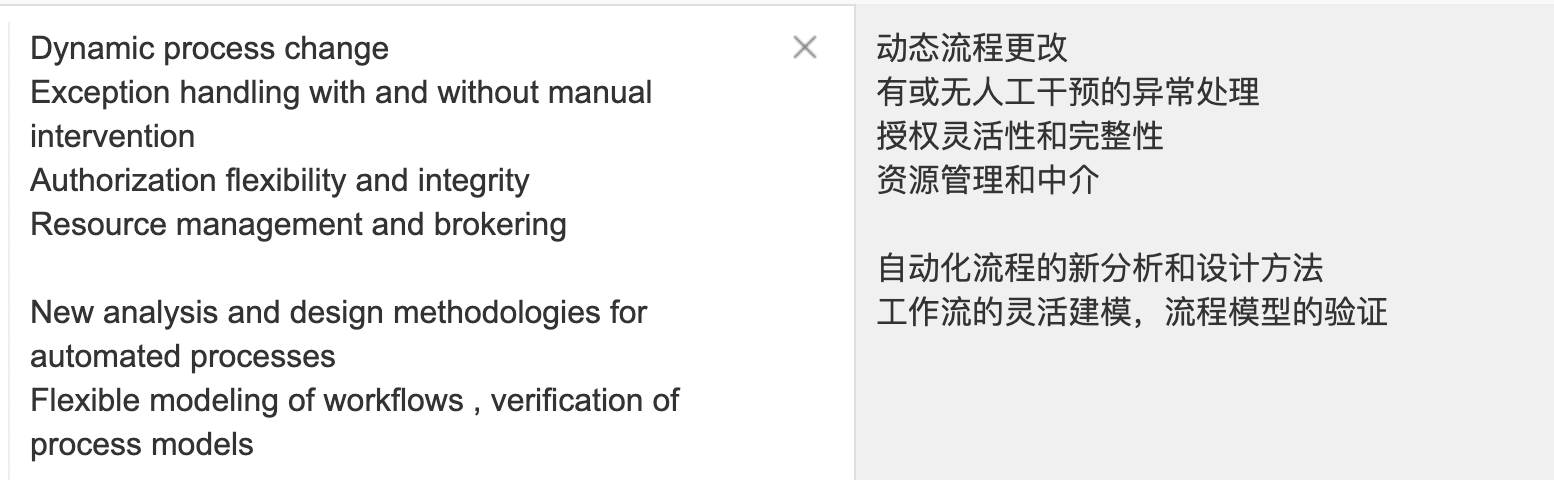 Dynamic process change
Exception handling with and without manual
intervention
Authorization flexibility and integrity
Resource management and brokering
New analysis and design methodologies for
automated processes
Flexible modeling of workflows , verification of
process models
动态流程更改
有或无人工干预的异常处理
授权灵活性和完整性
资源管理和中介
自动化流程的新分析和设计方法
工作流的灵活建模，流程模型的验证